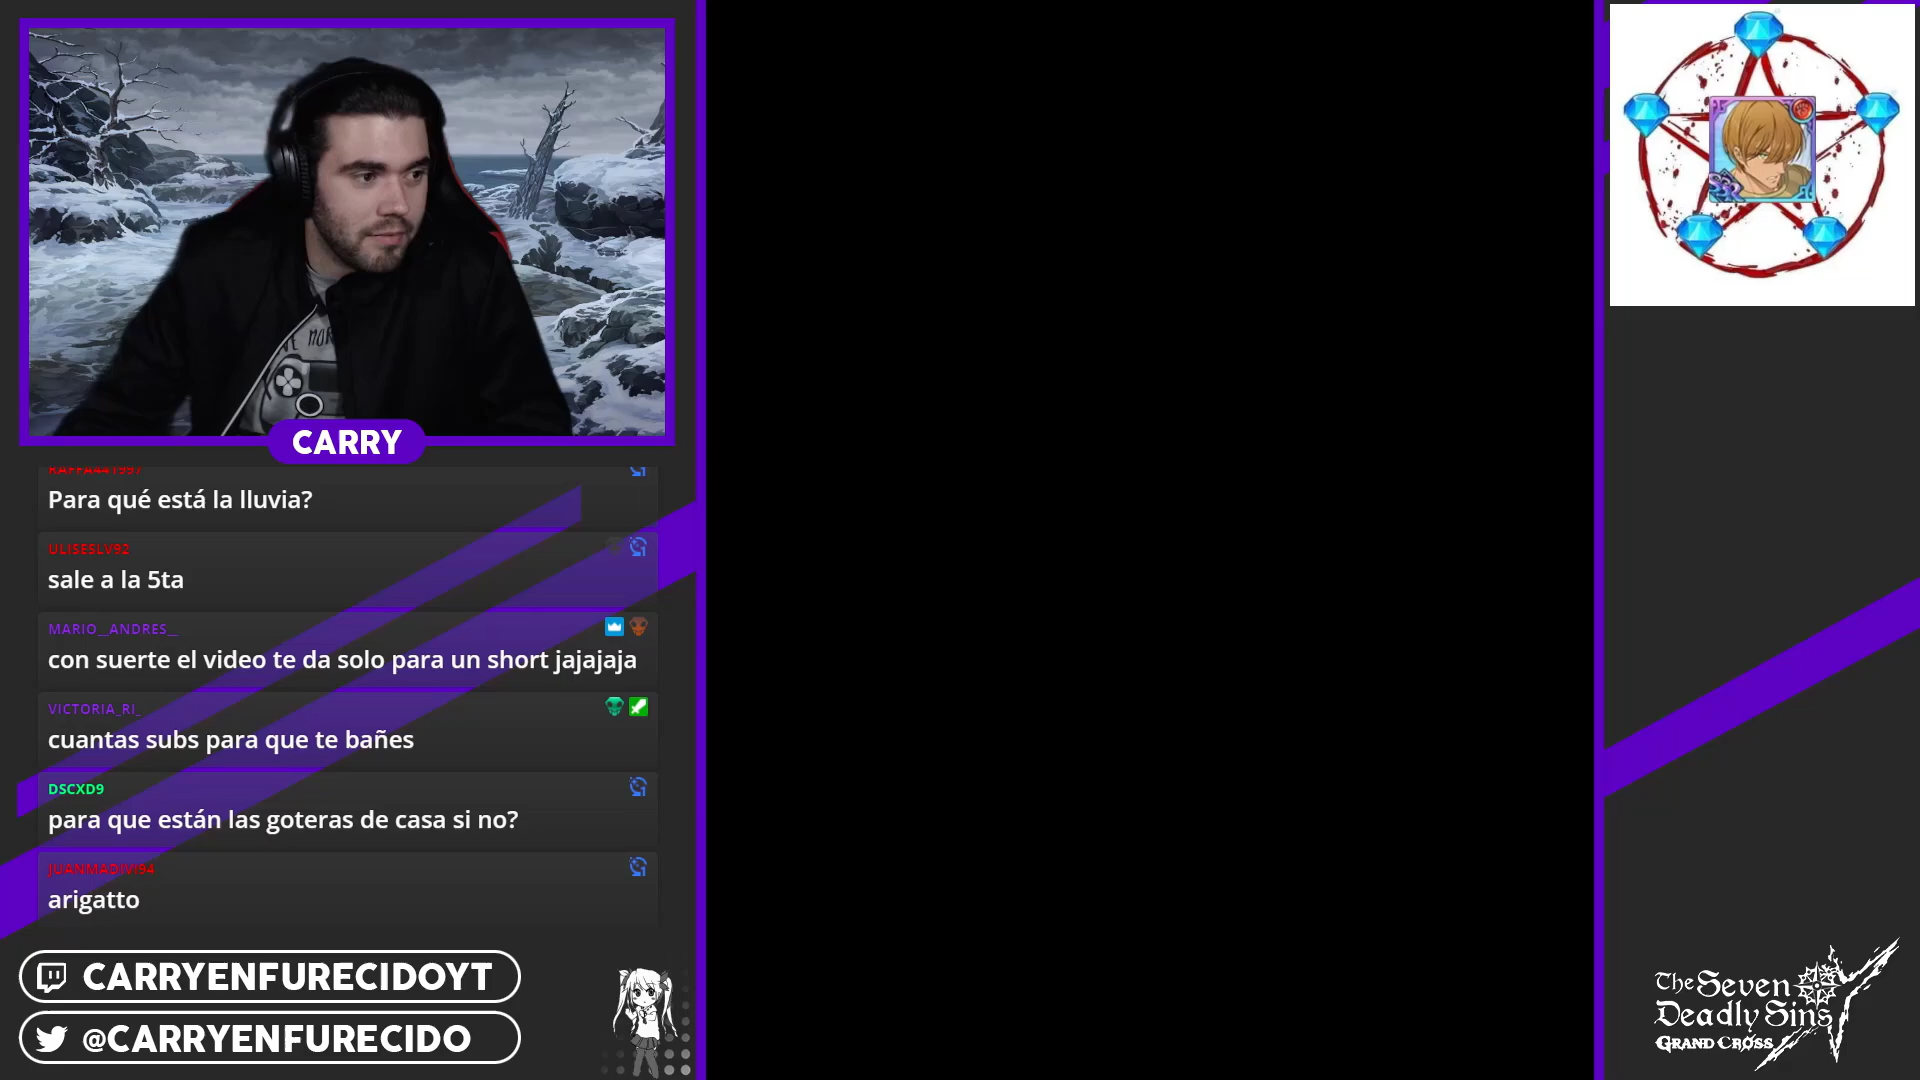 CARRY
RAFFA441997
Para qué está la lluvia?
ULISESLV92
sale a la 5ta
MARIO__ANDRES__
con suerte el video te da solo para un short jajajaja
VICTORIA_RI_
cuantas subs para que te bañes
DSCXD9
para que están las goteras de casa si no?
JUANMADIVI94
arigatto
CARRYENFURECIDOYT
@CARRYENFURECIDO
The Seven
Deadly Sins
GRAND CROSS